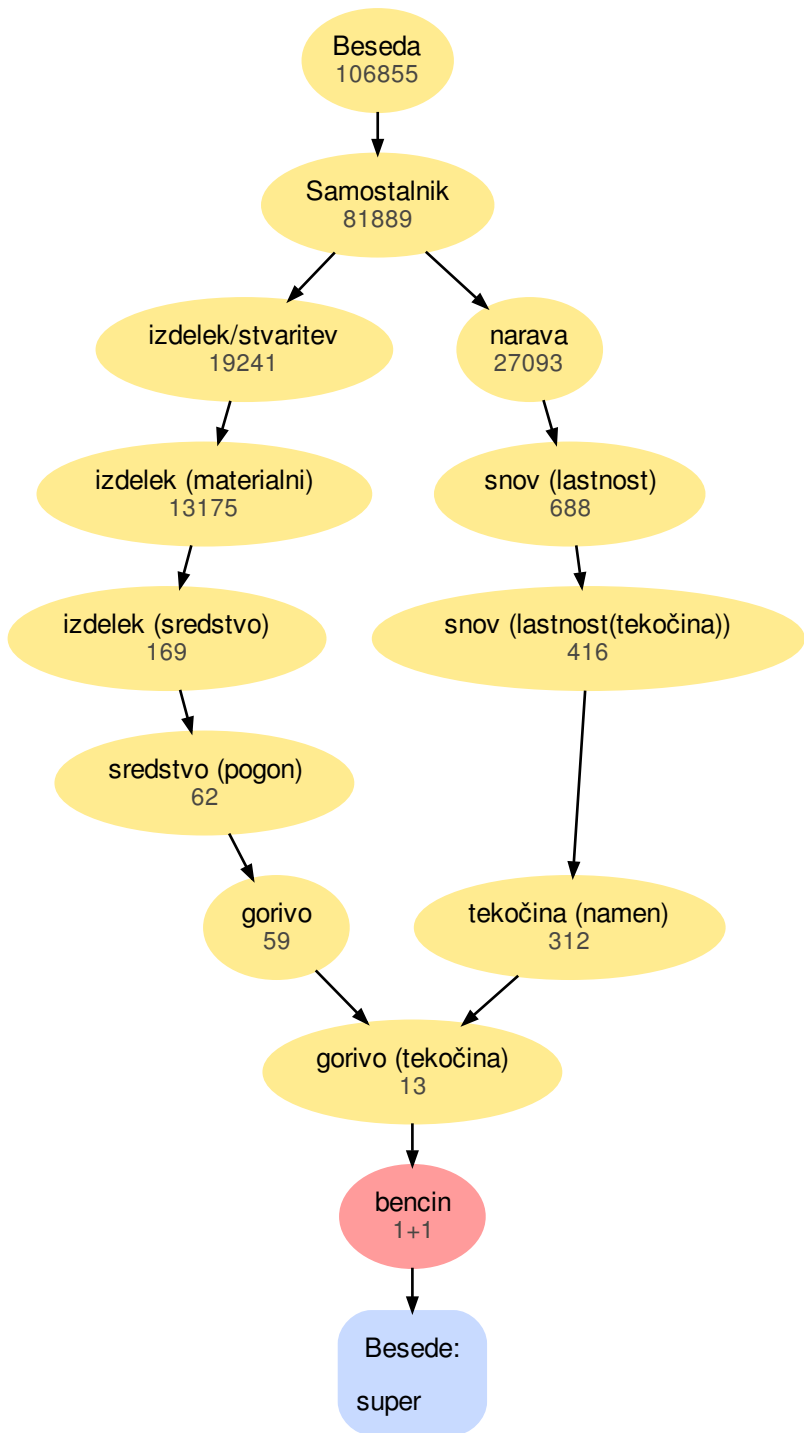 Beseda
106855
Samostalnik
81889
izdelek/stvaritev
19241
narava
27093
izdelek (materialni)
13175
snov (lastnost)
688
izdelek (sredstvo)
169
snov (lastnost(tekočina))
416
sredstvo (pogon)
62
gorivo
59
tekočina (namen)
312
gorivo (tekočina)
13
bencin
1+1
Besede:
super